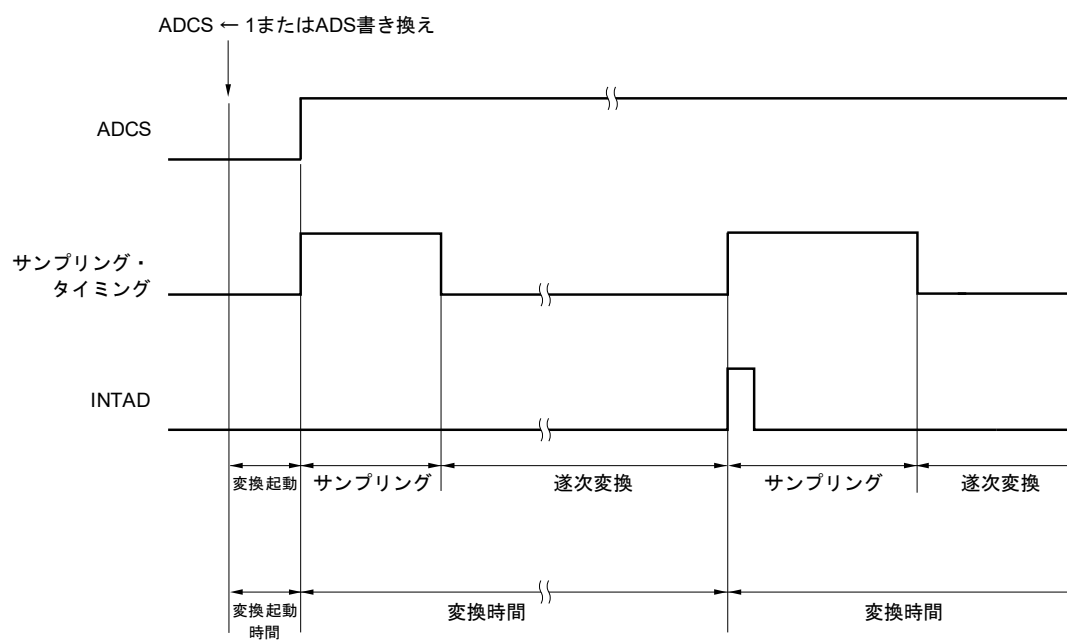 ADCS ← 1またはADS書き換え
ADCS
サンプリング・
タイミング
INTAD
変換起動
サンプリング
逐次変換
サンプリング
逐次変換
変換起動
時間
変換時間
変換時間